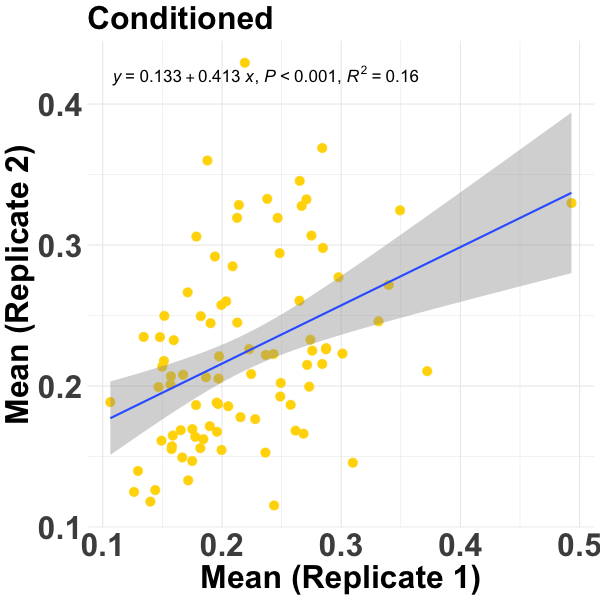 Conditioned
y = 0.133 + 0.413 x, P < 0.001, R² = 0.16
Mean (Replicate 2)
0.4
0.3
0.2
0.1
0.1 0.2 0.3 0.4 0.5
Mean (Replicate 1)